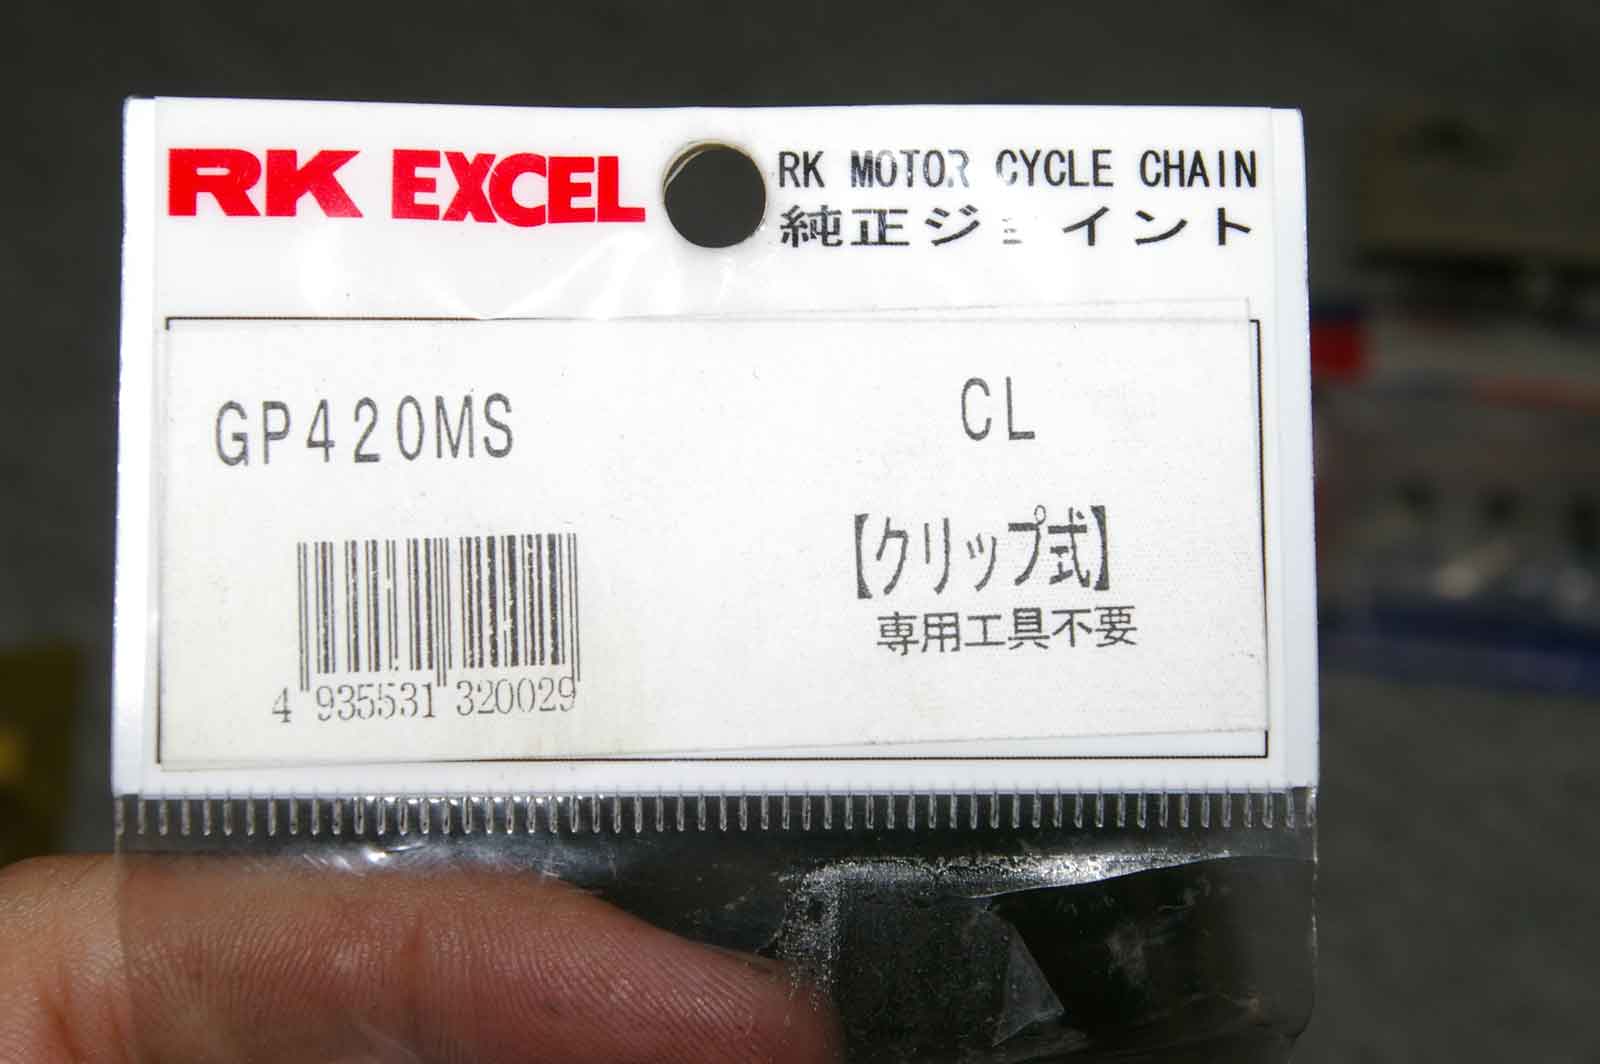 RK EXCEL
RK MOTOR CYCLE CHAIN
純正ジョイント
GP420MS
CL
【クリップ式】
専用工具不要
4 935531 320029